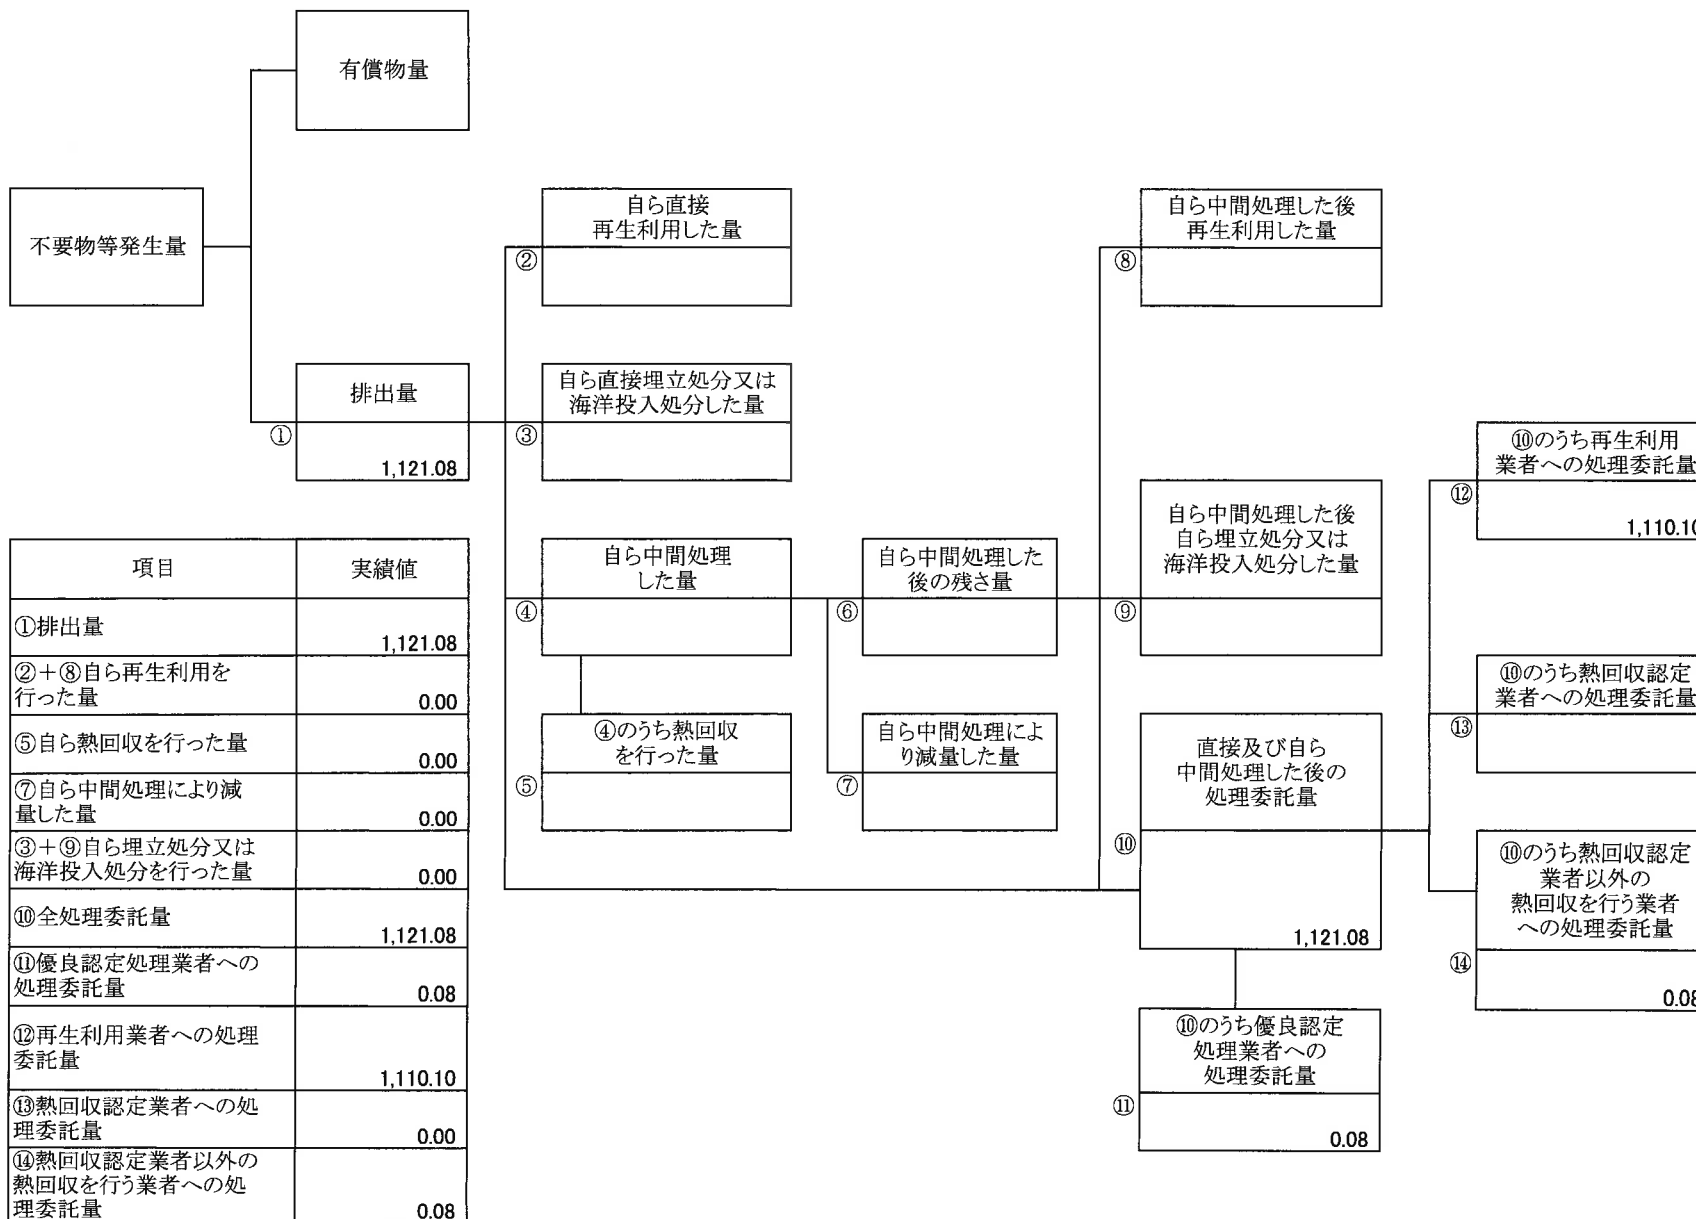 有償物量
不要物等発生量
排出量
①
1,121.08
自ら直接
再生利用した量
②
自ら直接埋立処分又は
海洋投入処分した量
③
自ら中間処理
した量
④
④のうち熱回収
を行った量
⑤
自ら中間処理した
後の残さ量
⑥
自ら中間処理によ
り減量した量
⑦
自ら中間処理した後
再生利用した量
⑧
自ら中間処理した後
自ら埋立処分又は
海洋投入処分した量
⑨
直接及び自ら
中間処理した後の
処理委託量
⑩
1,121.08
⑩のうち優良認定
処理業者への
処理委託量
⑪
0.08
⑩のうち再生利用
業者への処理委託量
⑫
1,110.10
⑩のうち熱回収認定
業者への処理委託量
⑬
⑩のうち熱回収認定
業者以外の
熱回収を行う業者
への処理委託量
⑭
0.08
項目 実績値
①排出量
1,121.08
②＋⑧自ら再生利用を
行った量 0.00
⑤自ら熱回収を行った量
0.00
⑦自ら中間処理により減
量した量 0.00
③＋⑨自ら埋立処分又は
海洋投入処分を行った量 0.00
⑩全処理委託量
1,121.08
⑪優良認定処理業者への
処理委託量 0.08
⑫再生利用業者への処理
委託量 1,110.10
⑬熱回収認定業者への処
理委託量 0.00
⑭熱回収認定業者以外の
熱回収を行う業者への処
理委託量 0.08